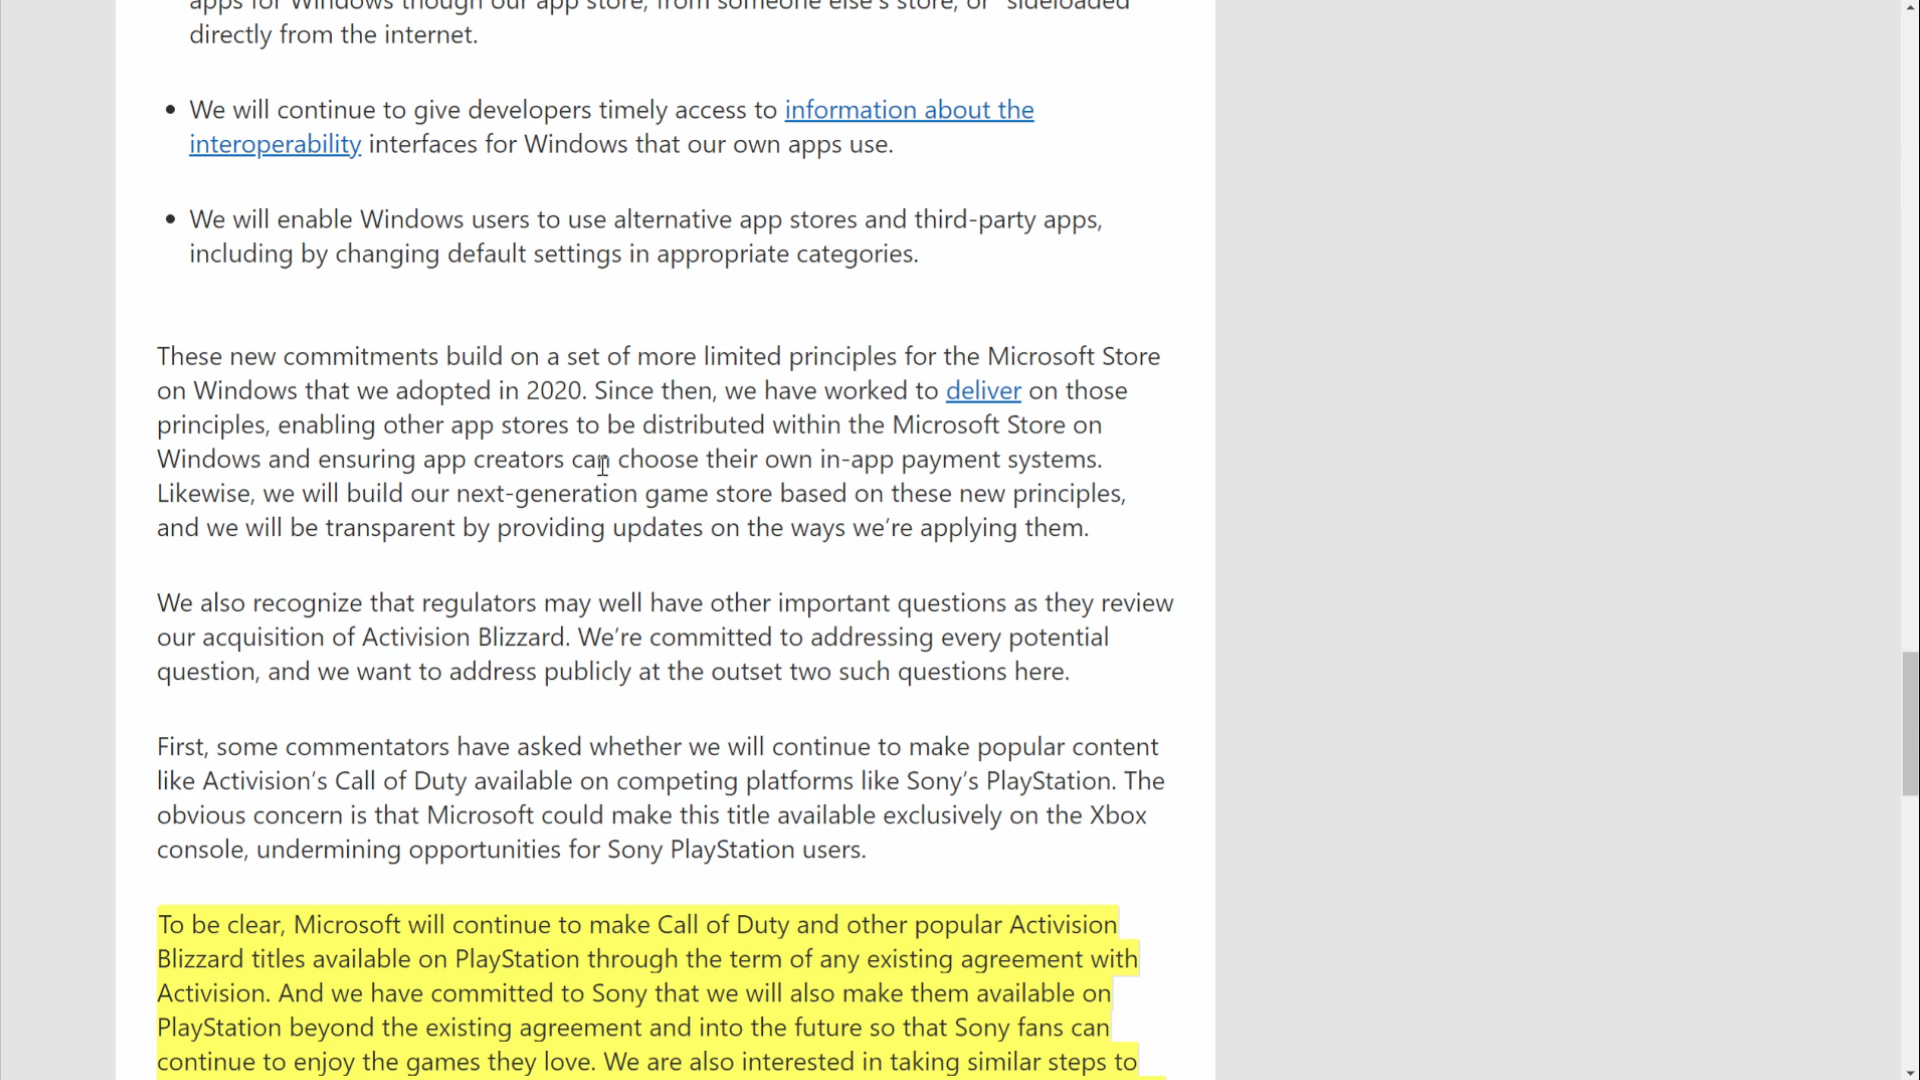 apps for Windows though our app store, from someone else's store, or “sideloaded”
directly from the internet.
• We will continue to give developers timely access to information about the
interoperability interfaces for Windows that our own apps use.
• We will enable Windows users to use alternative app stores and third-party apps,
including by changing default settings in appropriate categories.
These new commitments build on a set of more limited principles for the Microsoft Store
on Windows that we adopted in 2020. Since then, we have worked to deliver on those
principles, enabling other app stores to be distributed within the Microsoft Store on
Windows and ensuring app creators can choose their own in-app payment systems.
Likewise, we will build our next-generation game store based on these new principles,
and we will be transparent by providing updates on the ways we’re applying them.
We also recognize that regulators may well have other important questions as they review
our acquisition of Activision Blizzard. We’re committed to addressing every potential
question, and we want to address publicly at the outset two such questions here.
First, some commentators have asked whether we will continue to make popular content
like Activision’s Call of Duty available on competing platforms like Sony’s PlayStation. The
obvious concern is that Microsoft could make this title available exclusively on the Xbox
console, undermining opportunities for Sony PlayStation users.
To be clear, Microsoft will continue to make Call of Duty and other popular Activision
Blizzard titles available on PlayStation through the term of any existing agreement with
Activision. And we have committed to Sony that we will also make them available on
PlayStation beyond the existing agreement and into the future so that Sony fans can
continue to enjoy the games they love. We are also interested in taking similar steps to